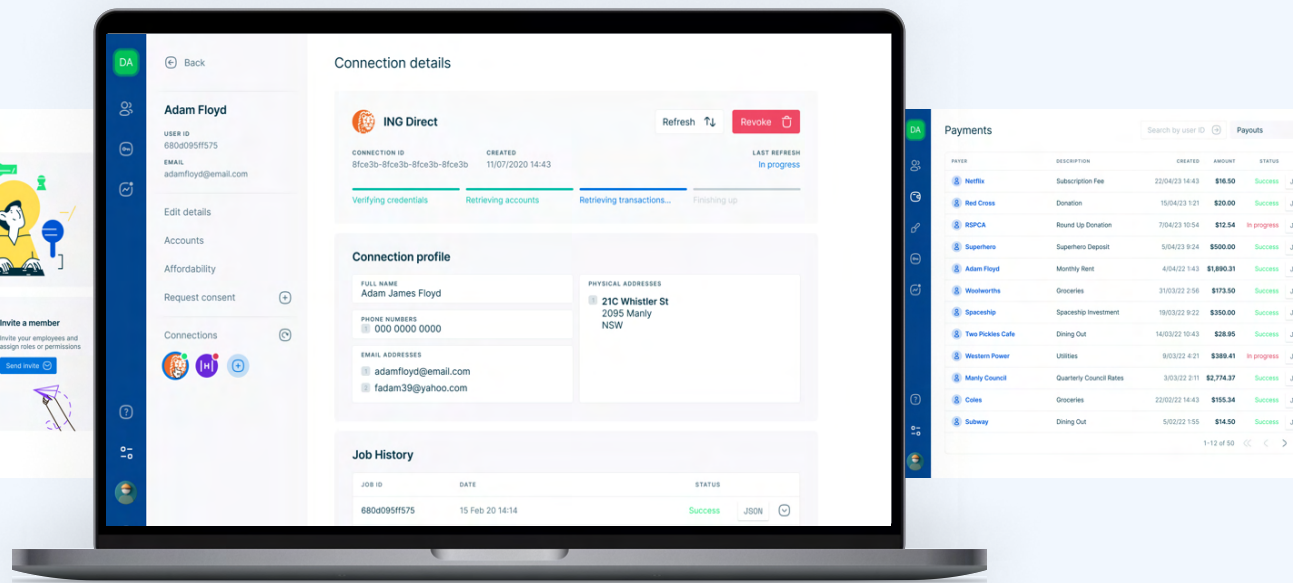 Invite a member
Invite your employees and
assign roles or permissions
Send invite
DA
Back
Adam Floyd
USER ID
680d095ff575
EMAIL
adamfloyd@email.com
Edit details
Accounts
Affordability
Request consent
Connections
[H]
Connection details
ING Direct
Refresh
Revoke
CONNECTION ID
8fce3b-8fce3b-8fce3b-8fce3b
CREATED
11/07/2020 14:43
LAST REFRESH
In progress
Verifying credentials
Retrieving accounts
Retrieving transactions...
Finishing up
Connection profile
FULL NAME
Adam James Floyd
PHONE NUMBERS
000 0000 0000
EMAIL ADDRESSES
adamfloyd@email.com
fadam39@yahoo.com
PHYSICAL ADDRESSES
21C Whistler St
2095 Manly
NSW
Job History
JOB ID DATE STATUS
680d095ff575 15 Feb 20 14:14 Success JSON
DA
Payments
Search by user ID
Payouts
PAYER DESCRIPTION CREATED AMOUNT STATUS
Netflix Subscription Fee 22/04/23 14:43 $16.50 Success J
Red Cross Donation 15/04/23 1:21 $20.00 Success J
RSPCA Round Up Donation 7/04/23 10:54 $12.54 In progress J
Superhero Superhero Deposit 5/04/23 9:24 $500.00 Success J
Adam Floyd Monthly Rent 4/04/22 1:43 $1,890.31 Success J
Woolworths Groceries 31/03/22 2:56 $173.50 Success J
Spaceship Spaceship Investment 19/03/22 9:22 $350.00 Success J
Two Pickles Cafe Dining Out 14/03/22 10:43 $28.95 Success J
Western Power Utilities 9/03/22 4:21 $389.41 In progress J
Manly Council Quarterly Council Rates 3/03/22 2:11 $2,774.37 Success J
Coles Groceries 22/02/22 14:43 $155.34 Success J
Subway Dining Out 5/02/22 1:55 $14.50 Success J
1-12 of 50